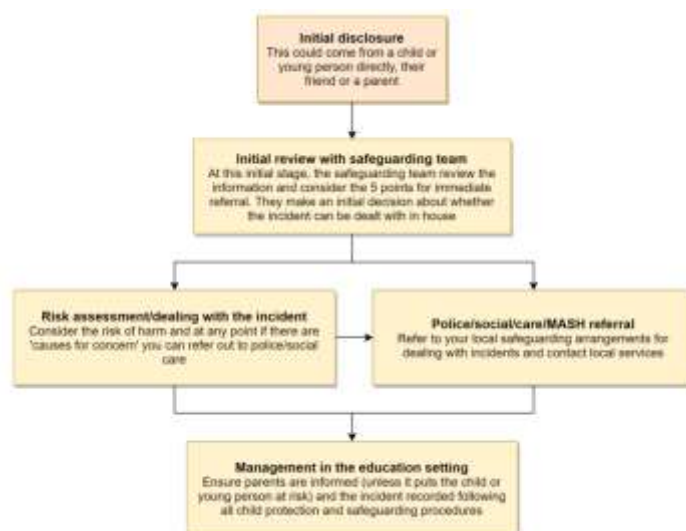 Initial disclosure
This could come from a child or
young person directly, their
friend or a parent
Initial review with safeguarding team
At this initial stage, the safeguarding team review the
information and consider the 5 points for immediate
referral. They make an initial decision about whether
the incident can be dealt with in house
Risk assessment/dealing with the incident
Consider the risk of harm and at any point if there are
'causes for concern' you can refer out to police/social
care
Police/social/care/MASH referral
Refer to your local safeguarding arrangements for
dealing with incidents and contact local services
Management in the education setting
Ensure parents are informed (unless it puts the child or
young person at risk) and the incident recorded following
all child protection and safeguarding procedures